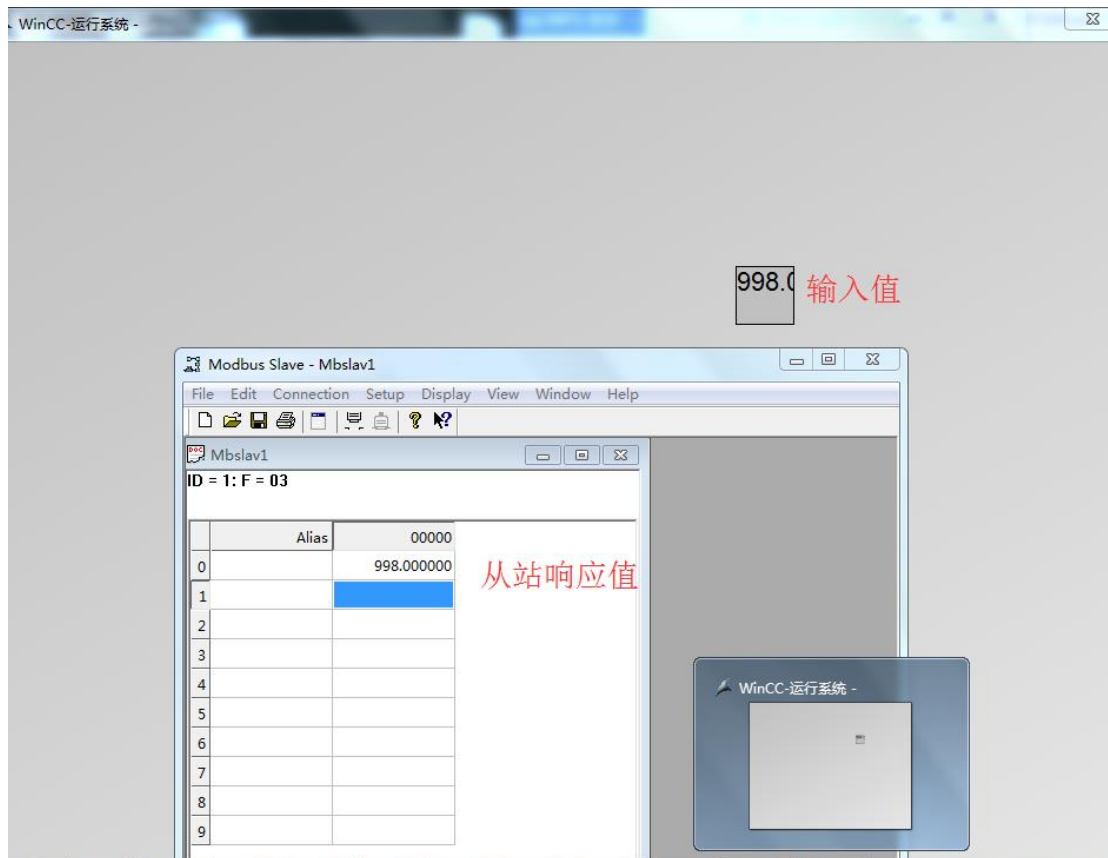 WinCC-运行系统 -
998.0
输入值
Modbus Slave - Mbslav1
File Edit Connection Setup Display View Window Help
Mbslav1
ID = 1: F = 03
Alias 00000
0 998.000000
从站响应值
1
2
3
4
5
6
7
8
9
WinCC-运行系统 -